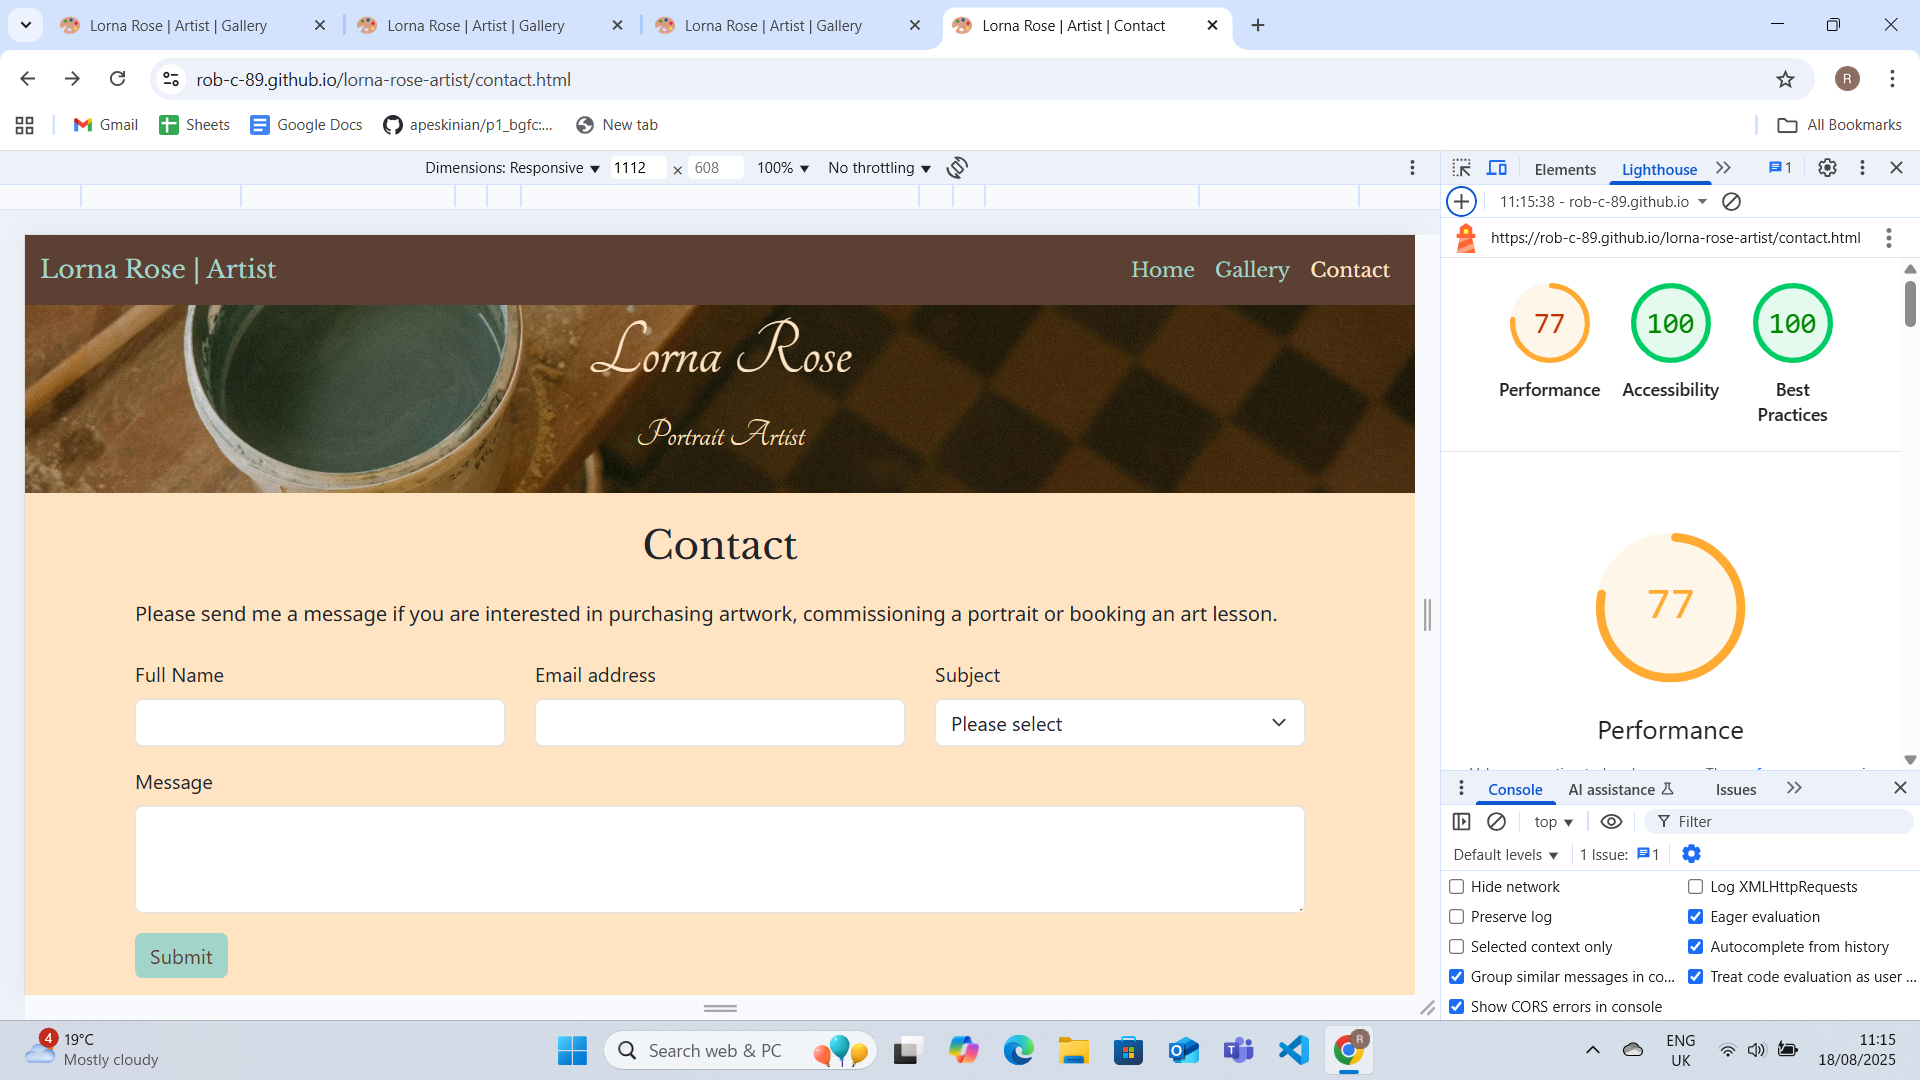 Lorna Rose | Artist | Gallery
Lorna Rose | Artist | Gallery
Lorna Rose | Artist | Gallery
Lorna Rose | Artist | Contact
rob-c-89.github.io/lorna-rose-artist/contact.html
R
Gmail
Sheets
Google Docs
apeskinian/p1_bgfc:...
New tab
All Bookmarks
Dimensions: Responsive
1112
×
608
100%
No throttling
Elements
Lighthouse
1
11:15:38 - rob-c-89.github.io
https://rob-c-89.github.io/lorna-rose-artist/contact.html
Lorna Rose | Artist
Home
Gallery
Contact
Lorna Rose
Portrait Artist
Contact
Please send me a message if you are interested in purchasing artwork, commissioning a portrait or booking an art lesson.
Full Name
Email address
Subject
Please select
Message
Submit
77
100
100
Performance
Accessibility
Best
Practices
77
Performance
Console
AI assistance
Issues
top
Filter
Default levels
1 Issue:
1
Hide network
Log XMLHttpRequests
Preserve log
Eager evaluation
Selected context only
Autocomplete from history
Group similar messages in co...
Treat code evaluation as user ...
Show CORS errors in console
4
19°C
Mostly cloudy
Search web & PC
R
ENG
UK
11:15
18/08/2025